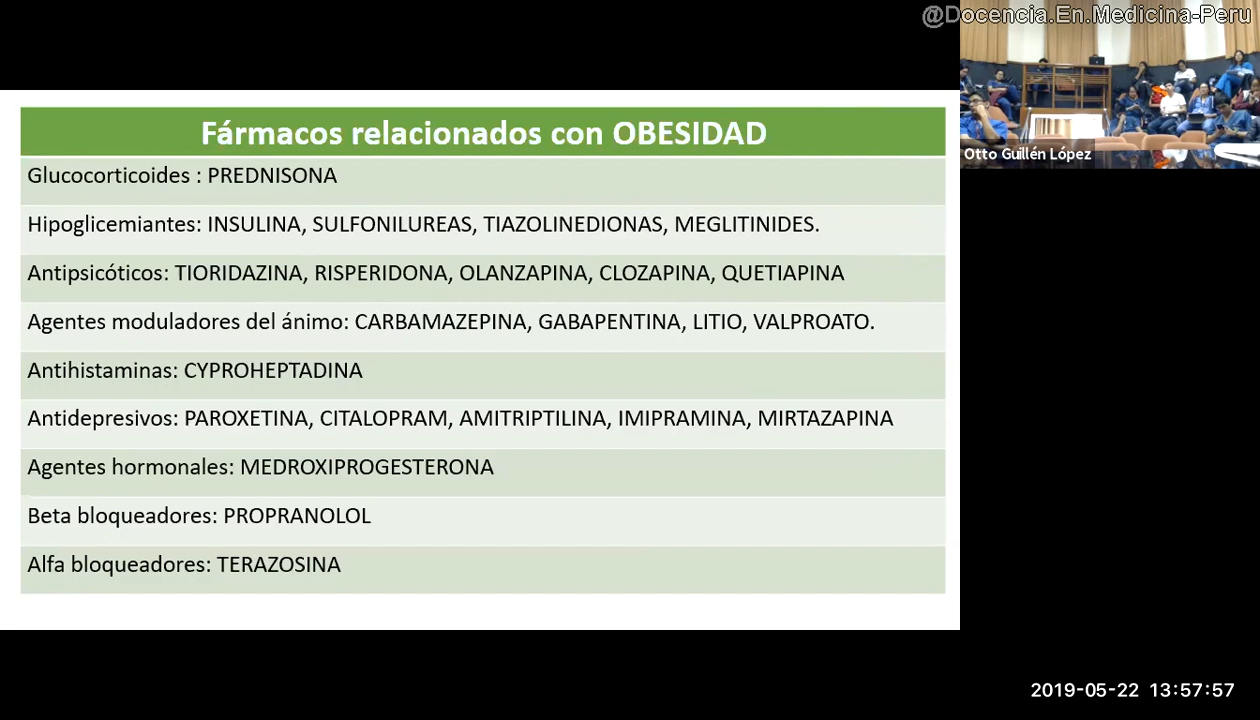 @Docencia.En.Medicina-Peru
Otto Guillén López
Fármacos relacionados con OBESIDAD
Glucocorticoides : PREDNISONA
Hipoglicemiantes: INSULINA, SULFONILUREAS, TIAZOLINEDIONAS, MEGLITINIDES.
Antipsicóticos: TIORIDAZINA, RISPERIDONA, OLANZAPINA, CLOZAPINA, QUETIAPINA
Agentes moduladores del ánimo: CARBAMAZEPINA, GABAPENTINA, LITIO, VALPROATO.
Antihistaminas: CYPROHEPTADINA
Antidepresivos: PAROXETINA, CITALOPRAM, AMITRIPTILINA, IMIPRAMINA, MIRTAZAPINA
Agentes hormonales: MEDROXIPROGESTERONA
Beta bloqueadores: PROPRANOLOL
Alfa bloqueadores: TERAZOSINA
2019-05-22 13:57:57